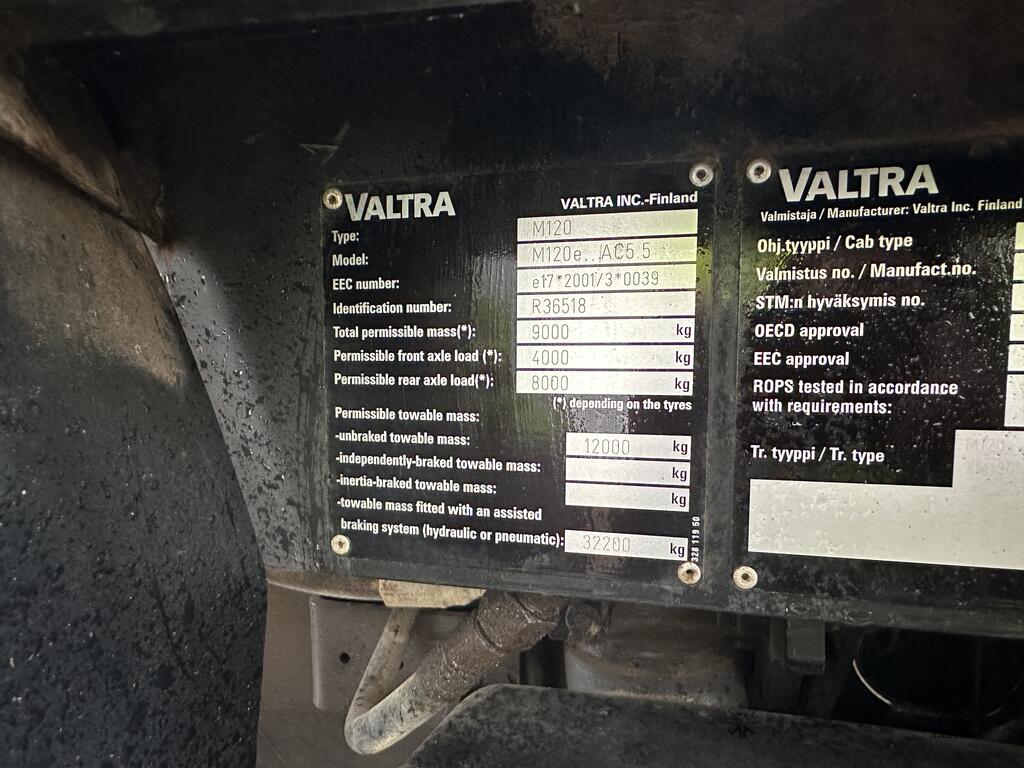 VALTRA
VALTRA INC.-Finland
Type: M120
Model: M120e..AC5.5
EEC number: e17*2001/3*0039
Identification number: R36518
Total permissible mass(*): 9000 kg
Permissible front axle load (*): 4000 kg
Permissible rear axle load(*): 8000 kg
(*) depending on the tyres
Permissible towable mass:
-unbraked towable mass: 12000 kg
-independently-braked towable mass: kg
-inertia-braked towable mass: kg
-towable mass fitted with an assisted
braking system (hydraulic or pneumatic): 32200 kg
328 119 50
VALTRA
Valmistaja / Manufacturer: Valtra Inc. Finland
Ohj.tyyppi / Cab type
Valmistus no. / Manufact.no.
STM:n hyväksymis no.
OECD approval
EEC approval
ROPS tested in accordance
with requirements:
Tr. tyyppi / Tr. type